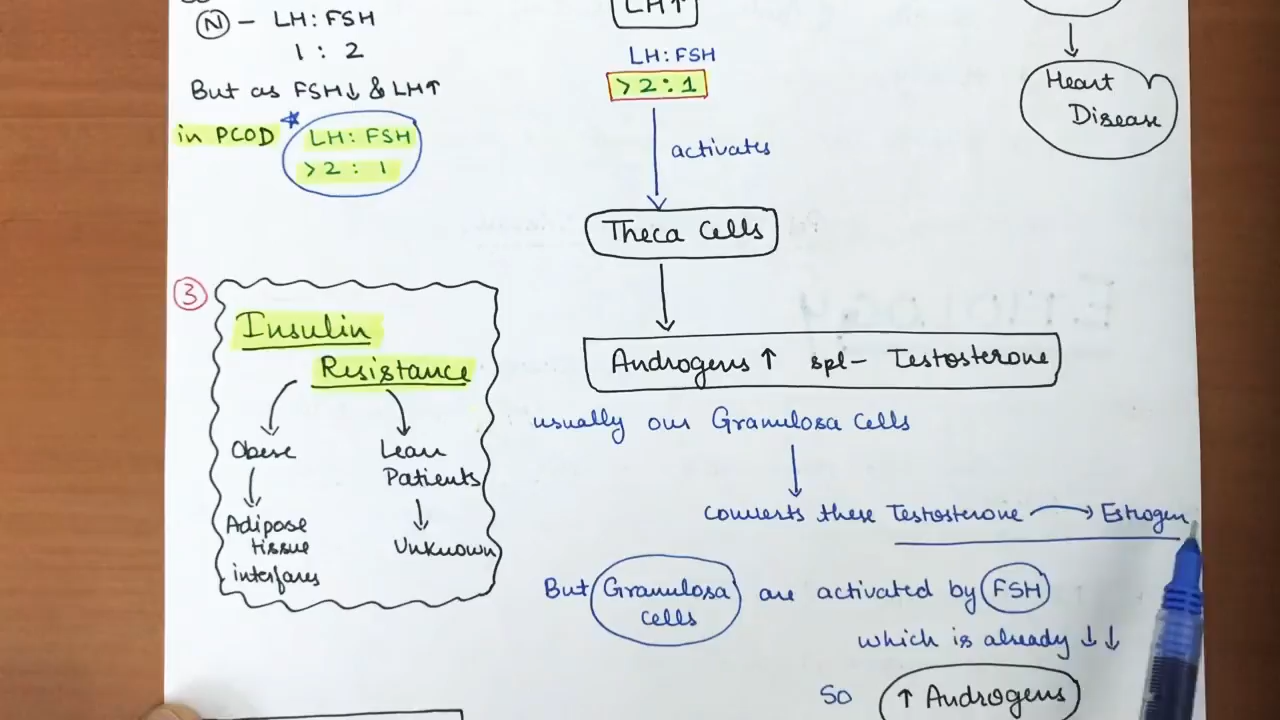 N - LH: FSH
1 : 2
But as FSH↓ & LH↑
in PCOD * LH: FSH
>2 : 1
3
Insulin
Resistance
Obese
Adipose
tissue
interfares
Lean
Patients
Unknown
LH↑
LH: FSH
>2:1
activates
Theca Cells
Androgens ↑ spl- Testosterone
usually our Granulosa Cells
converts these Testosterone → Estrogen
But Granulosa cells are activated by FSH
which is already ↓↓
So ↑ Androgens
Heart
Disease